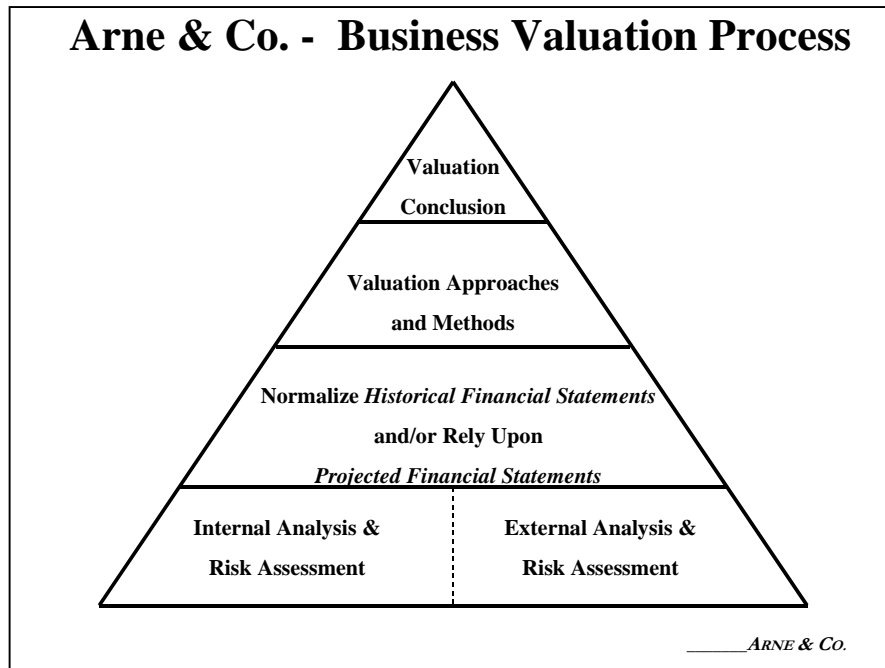 Arne & Co. - Business Valuation Process
Valuation
Conclusion
Valuation Approaches
and Methods
Normalize Historical Financial Statements
and/or Rely Upon
Projected Financial Statements
Internal Analysis &
Risk Assessment
External Analysis &
Risk Assessment
_______ARNE & CO.